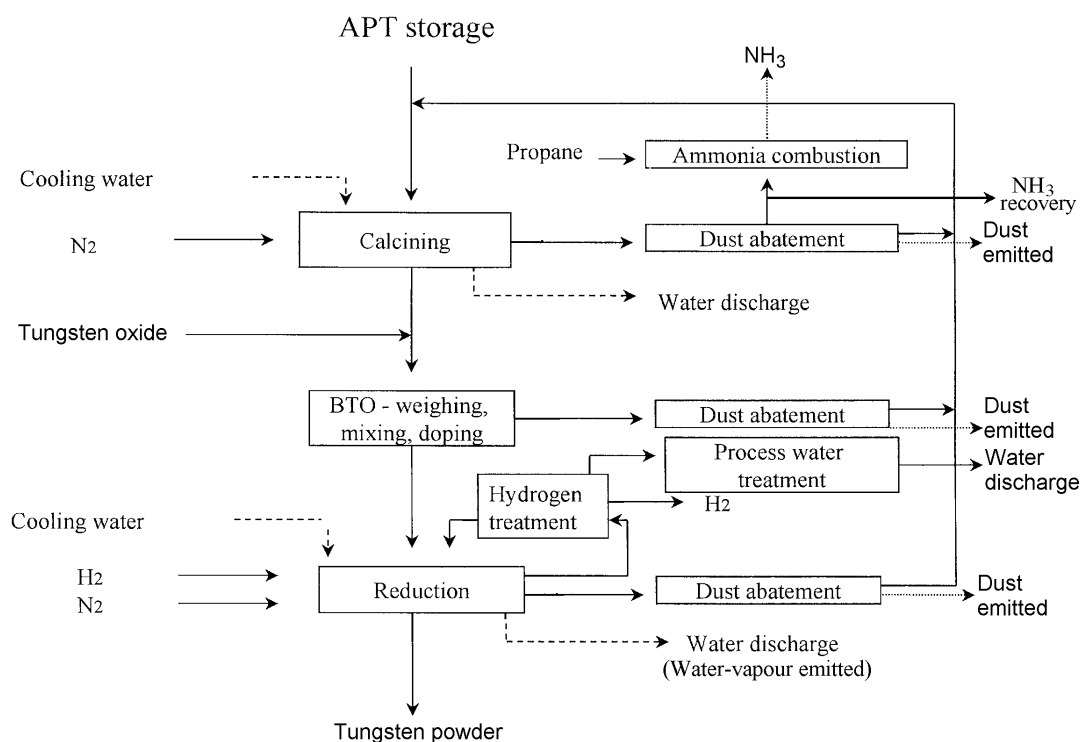 APT storage
NH3
Propane
Ammonia combustion
Cooling water
NH3
recovery
N2
Calcining
Dust abatement
Dust
emitted
Water discharge
Tungsten oxide
BTO - weighing,
mixing, doping
Dust abatement
Dust
emitted
Process water
treatment
Water
discharge
Hydrogen
treatment
H2
Cooling water
H2
N2
Reduction
Dust abatement
Dust
emitted
Water discharge
(Water-vapour emitted)
Tungsten powder